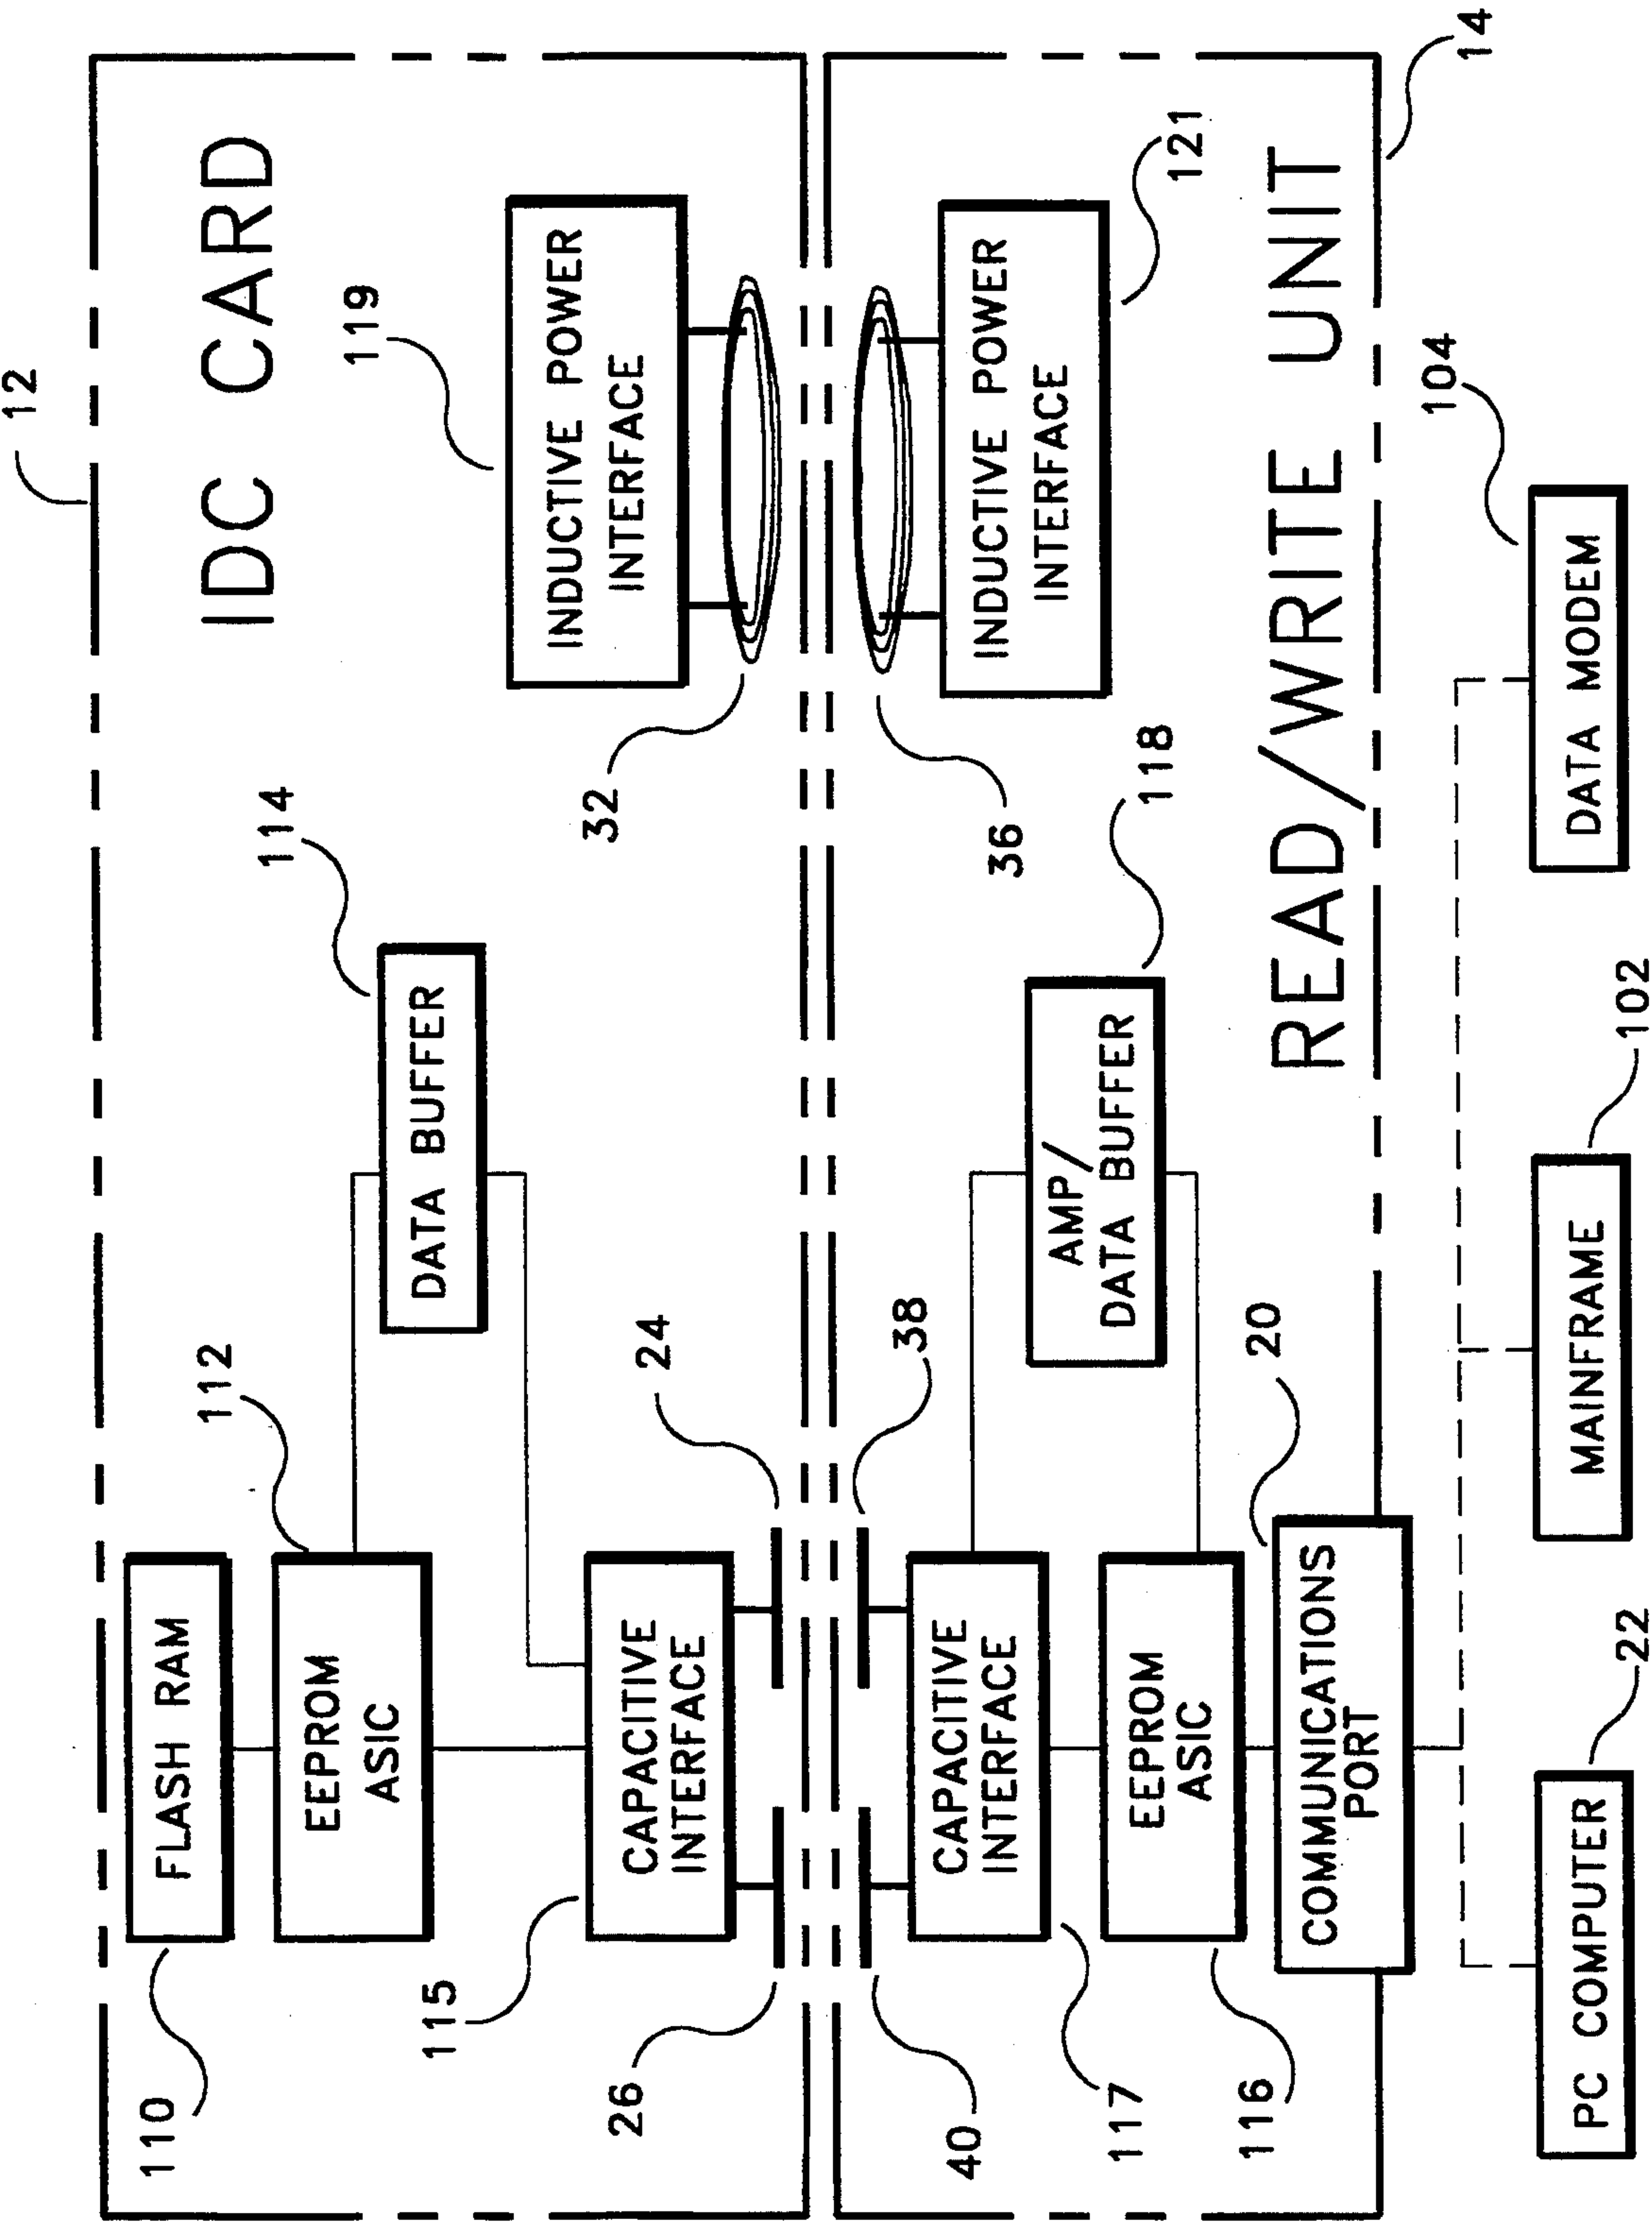 12
IDC CARD
110
FLASH RAM
112
EEPROM
ASIC
114
DATA BUFFER
119
INDUCTIVE POWER
INTERFACE
115
CAPACITIVE
INTERFACE
26
24
32
40
38
36
117
CAPACITIVE
INTERFACE
AMP/
DATA BUFFER
118
INDUCTIVE POWER
INTERFACE
121
116
EEPROM
ASIC
20
COMMUNICATIONS
PORT
READ/WRITE UNIT
14
22
PC COMPUTER
102
MAINFRAME
104
DATA MODEM